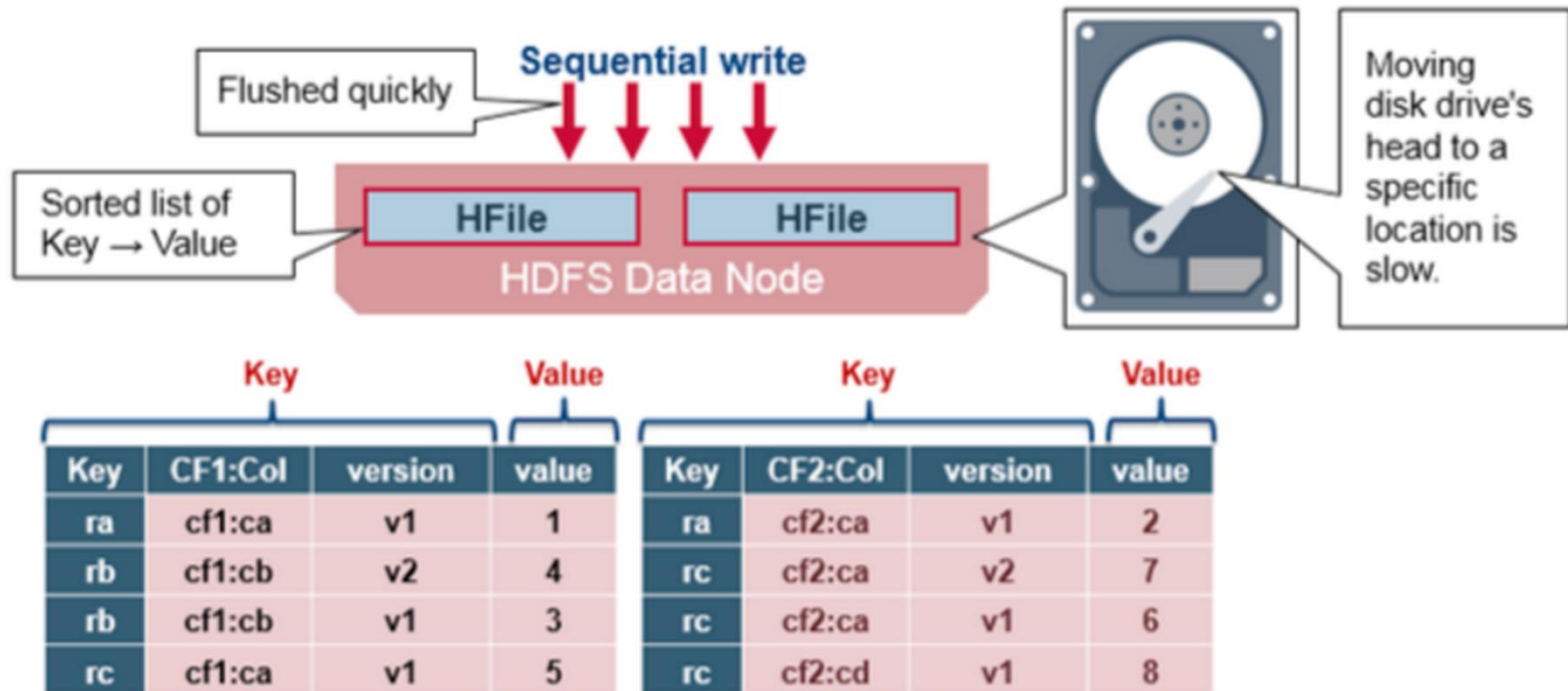 Sequential write
Flushed quickly
Sorted list of
Key → Value
HFile HFile
HDFS Data Node
Moving
disk drive's
head to a
specific
location is
slow.
Key Value Key Value
Key CF1:Col version value Key CF2:Col version value
ra cf1:ca v1 1 ra cf2:ca v1 2
rb cf1:cb v2 4 rc cf2:ca v2 7
rb cf1:cb v1 3 rc cf2:ca v1 6
rc cf1:ca v1 5 rc cf2:cd v1 8